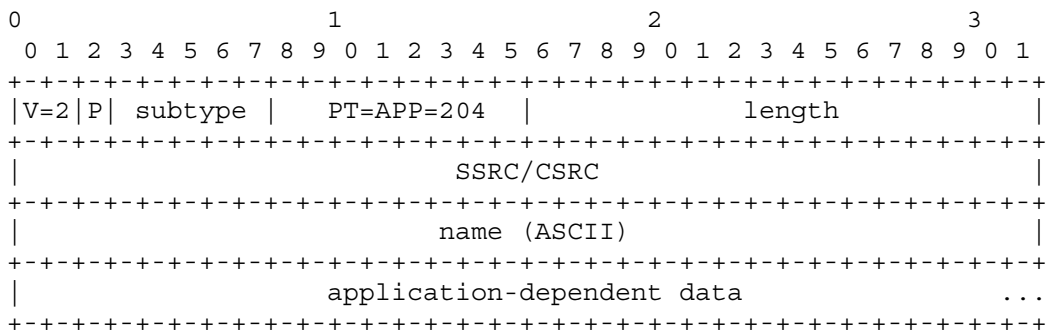 0                   1                   2                   3
 0 1 2 3 4 5 6 7 8 9 0 1 2 3 4 5 6 7 8 9 0 1 2 3 4 5 6 7 8 9 0 1
+-+-+-+-+-+-+-+-+-+-+-+-+-+-+-+-+-+-+-+-+-+-+-+-+-+-+-+-+-+-+-+-+
|V=2|P| subtype |   PT=APP=204  |             length            |
+-+-+-+-+-+-+-+-+-+-+-+-+-+-+-+-+-+-+-+-+-+-+-+-+-+-+-+-+-+-+-+-+
|                           SSRC/CSRC                           |
+-+-+-+-+-+-+-+-+-+-+-+-+-+-+-+-+-+-+-+-+-+-+-+-+-+-+-+-+-+-+-+-+
|                          name (ASCII)                         |
+-+-+-+-+-+-+-+-+-+-+-+-+-+-+-+-+-+-+-+-+-+-+-+-+-+-+-+-+-+-+-+-+
|                   application-dependent data                ...
+-+-+-+-+-+-+-+-+-+-+-+-+-+-+-+-+-+-+-+-+-+-+-+-+-+-+-+-+-+-+-+-+